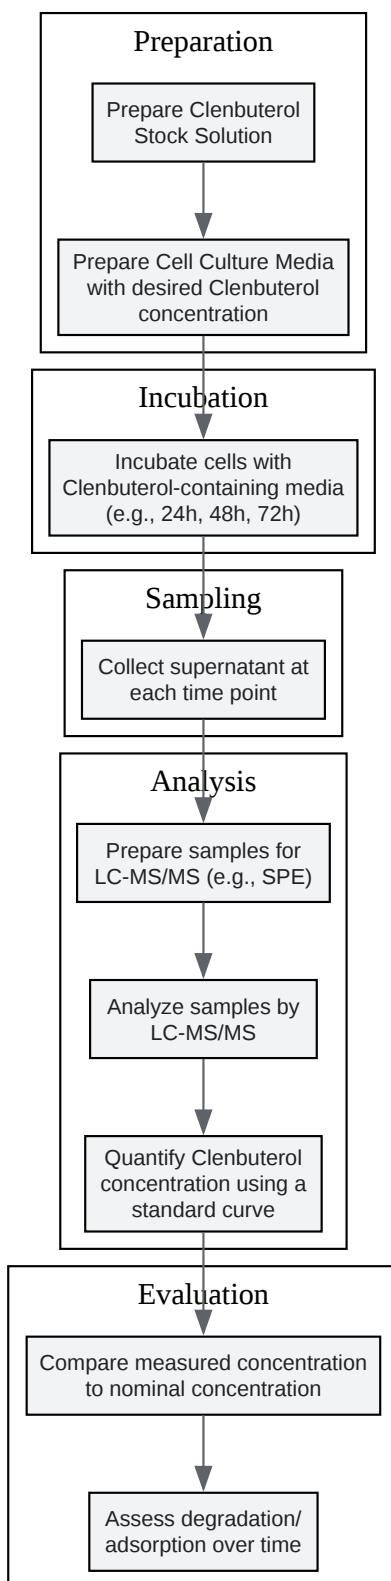 Preparation
Prepare Clenbuterol
Stock Solution
Prepare Cell Culture Media
with desired Clenbuterol
concentration
Incubation
Incubate cells with
Clenbuterol-containing media
(e.g., 24h, 48h, 72h)
Sampling
Collect supernatant at
each time point
Analysis
Prepare samples for
LC-MS/MS (e.g., SPE)
Analyze samples by
LC-MS/MS
Quantify Clenbuterol
concentration using a
standard curve
Evaluation
Compare measured concentration
to nominal concentration
Assess degradation/
adsorption over time